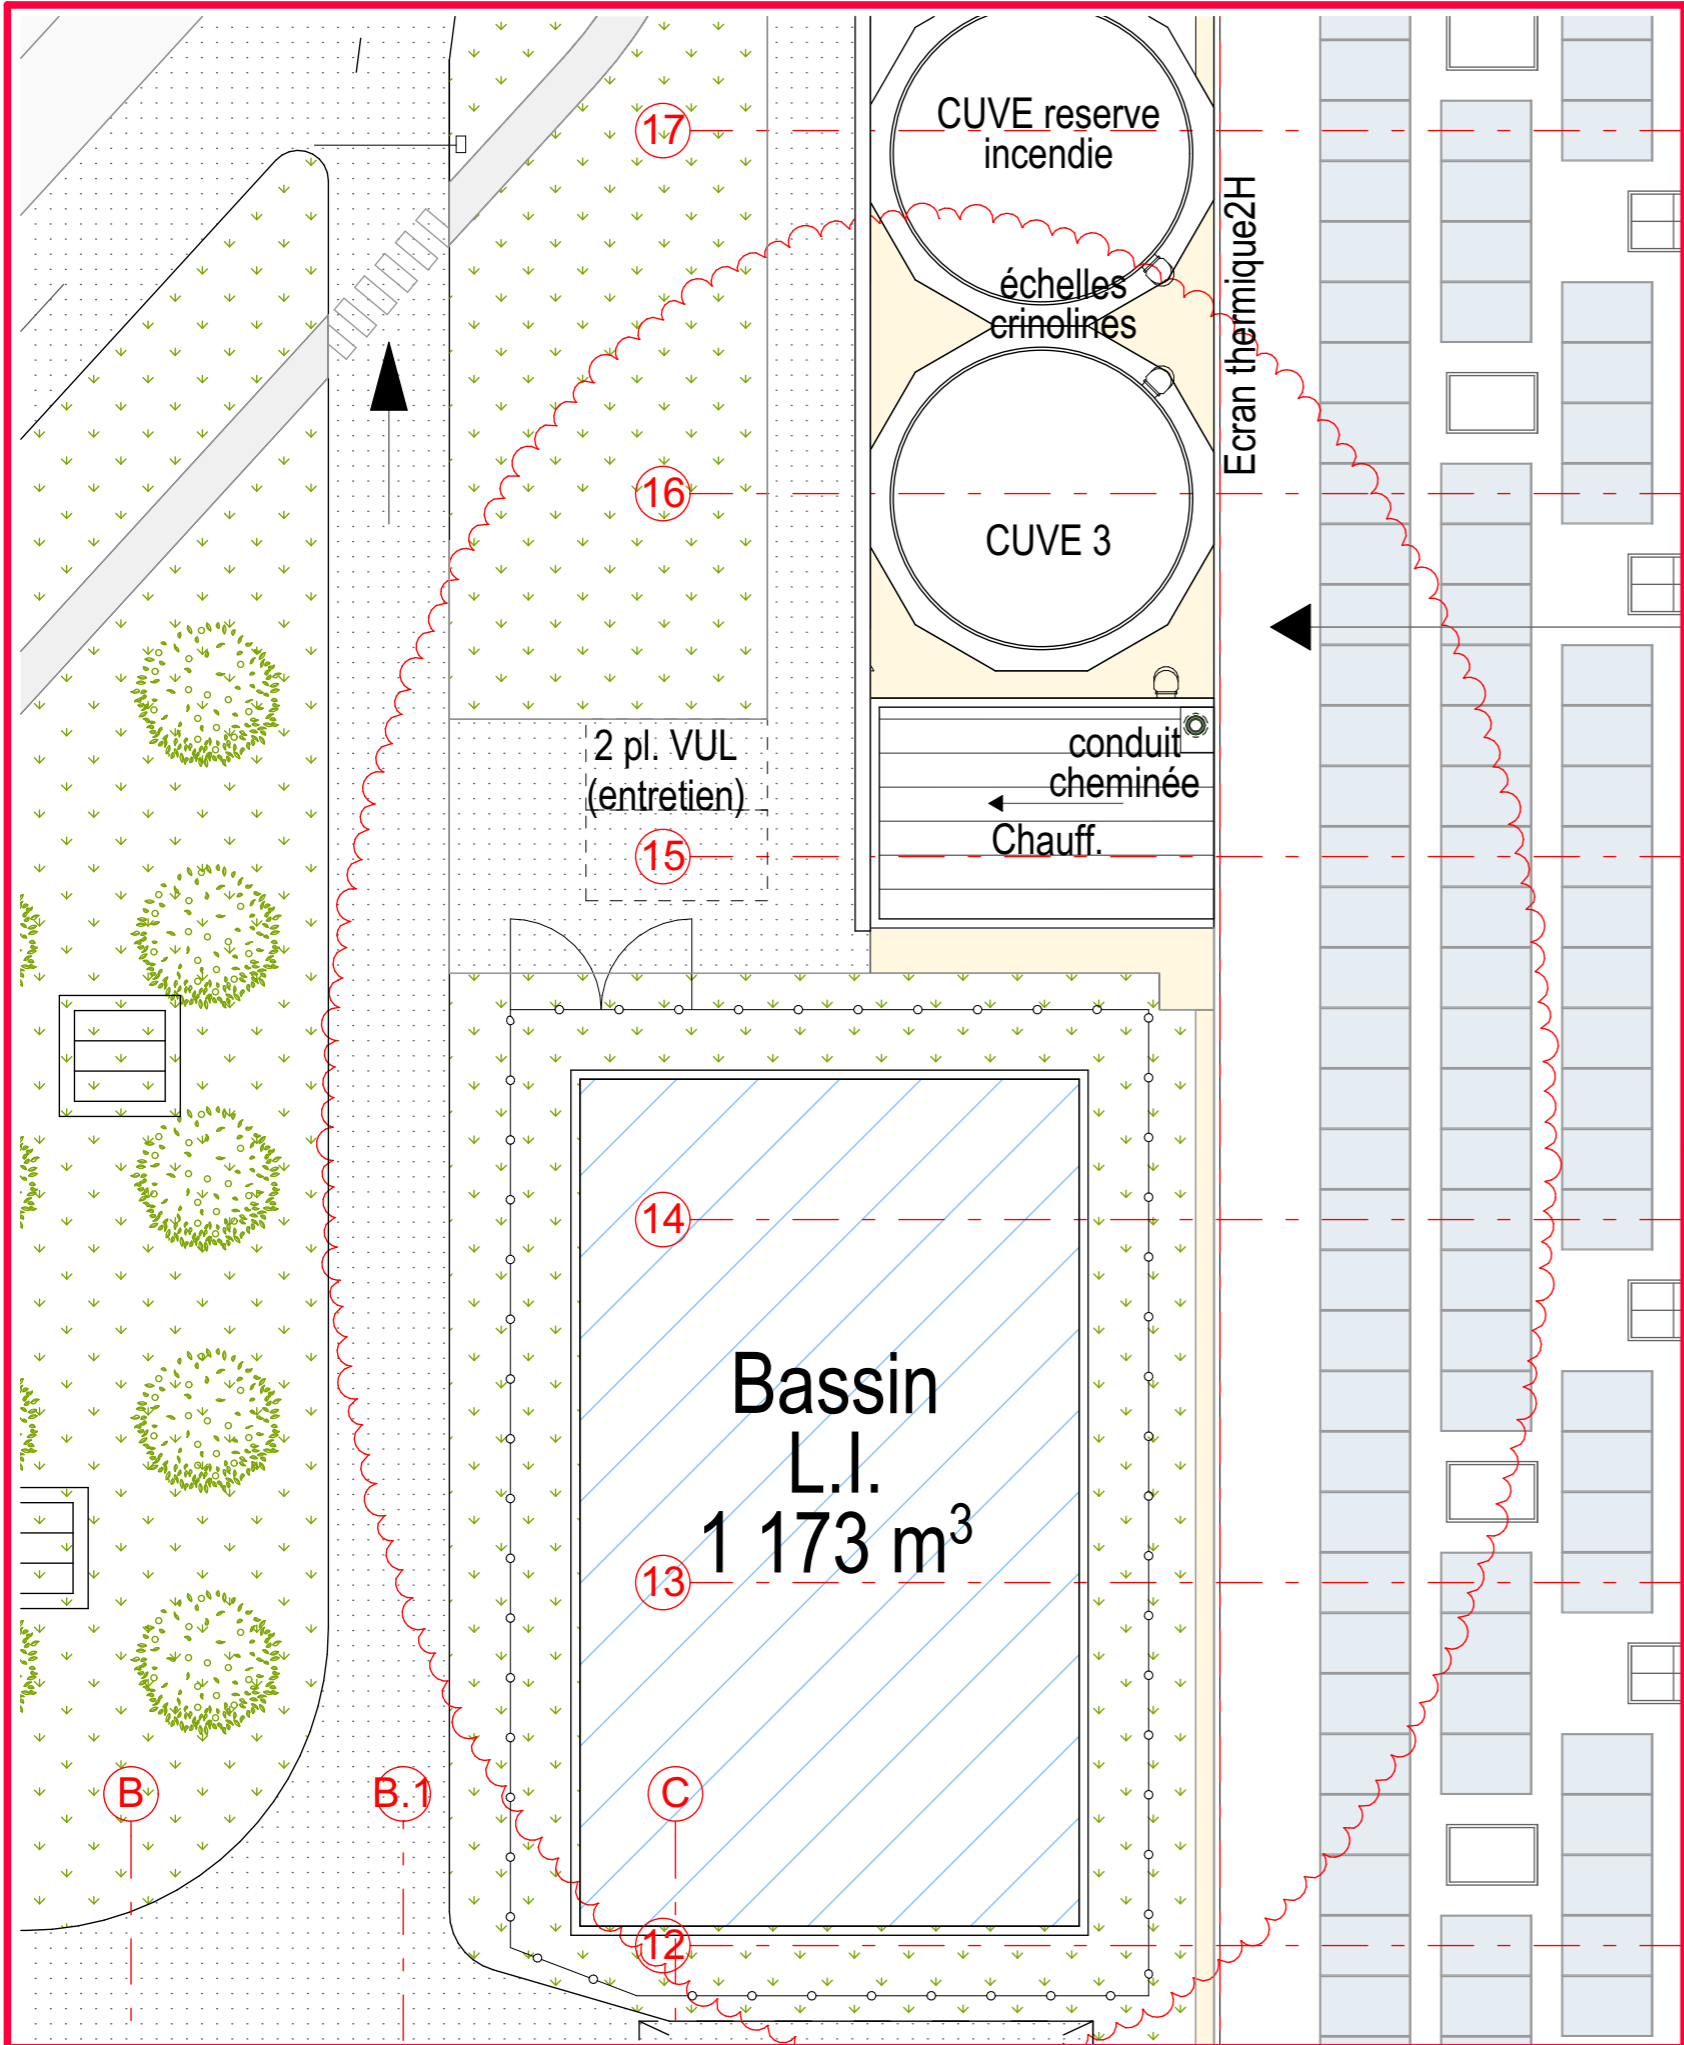 17
CUVE reserve
incendie
Ecran thermique2H
échelles
crinolines
16
CUVE 3
2 pl. VUL
(entretien)
conduit
cheminée
15
Chauff.
14
Bassin
L.I.
1 173 m³
13
B
B.1
C
12